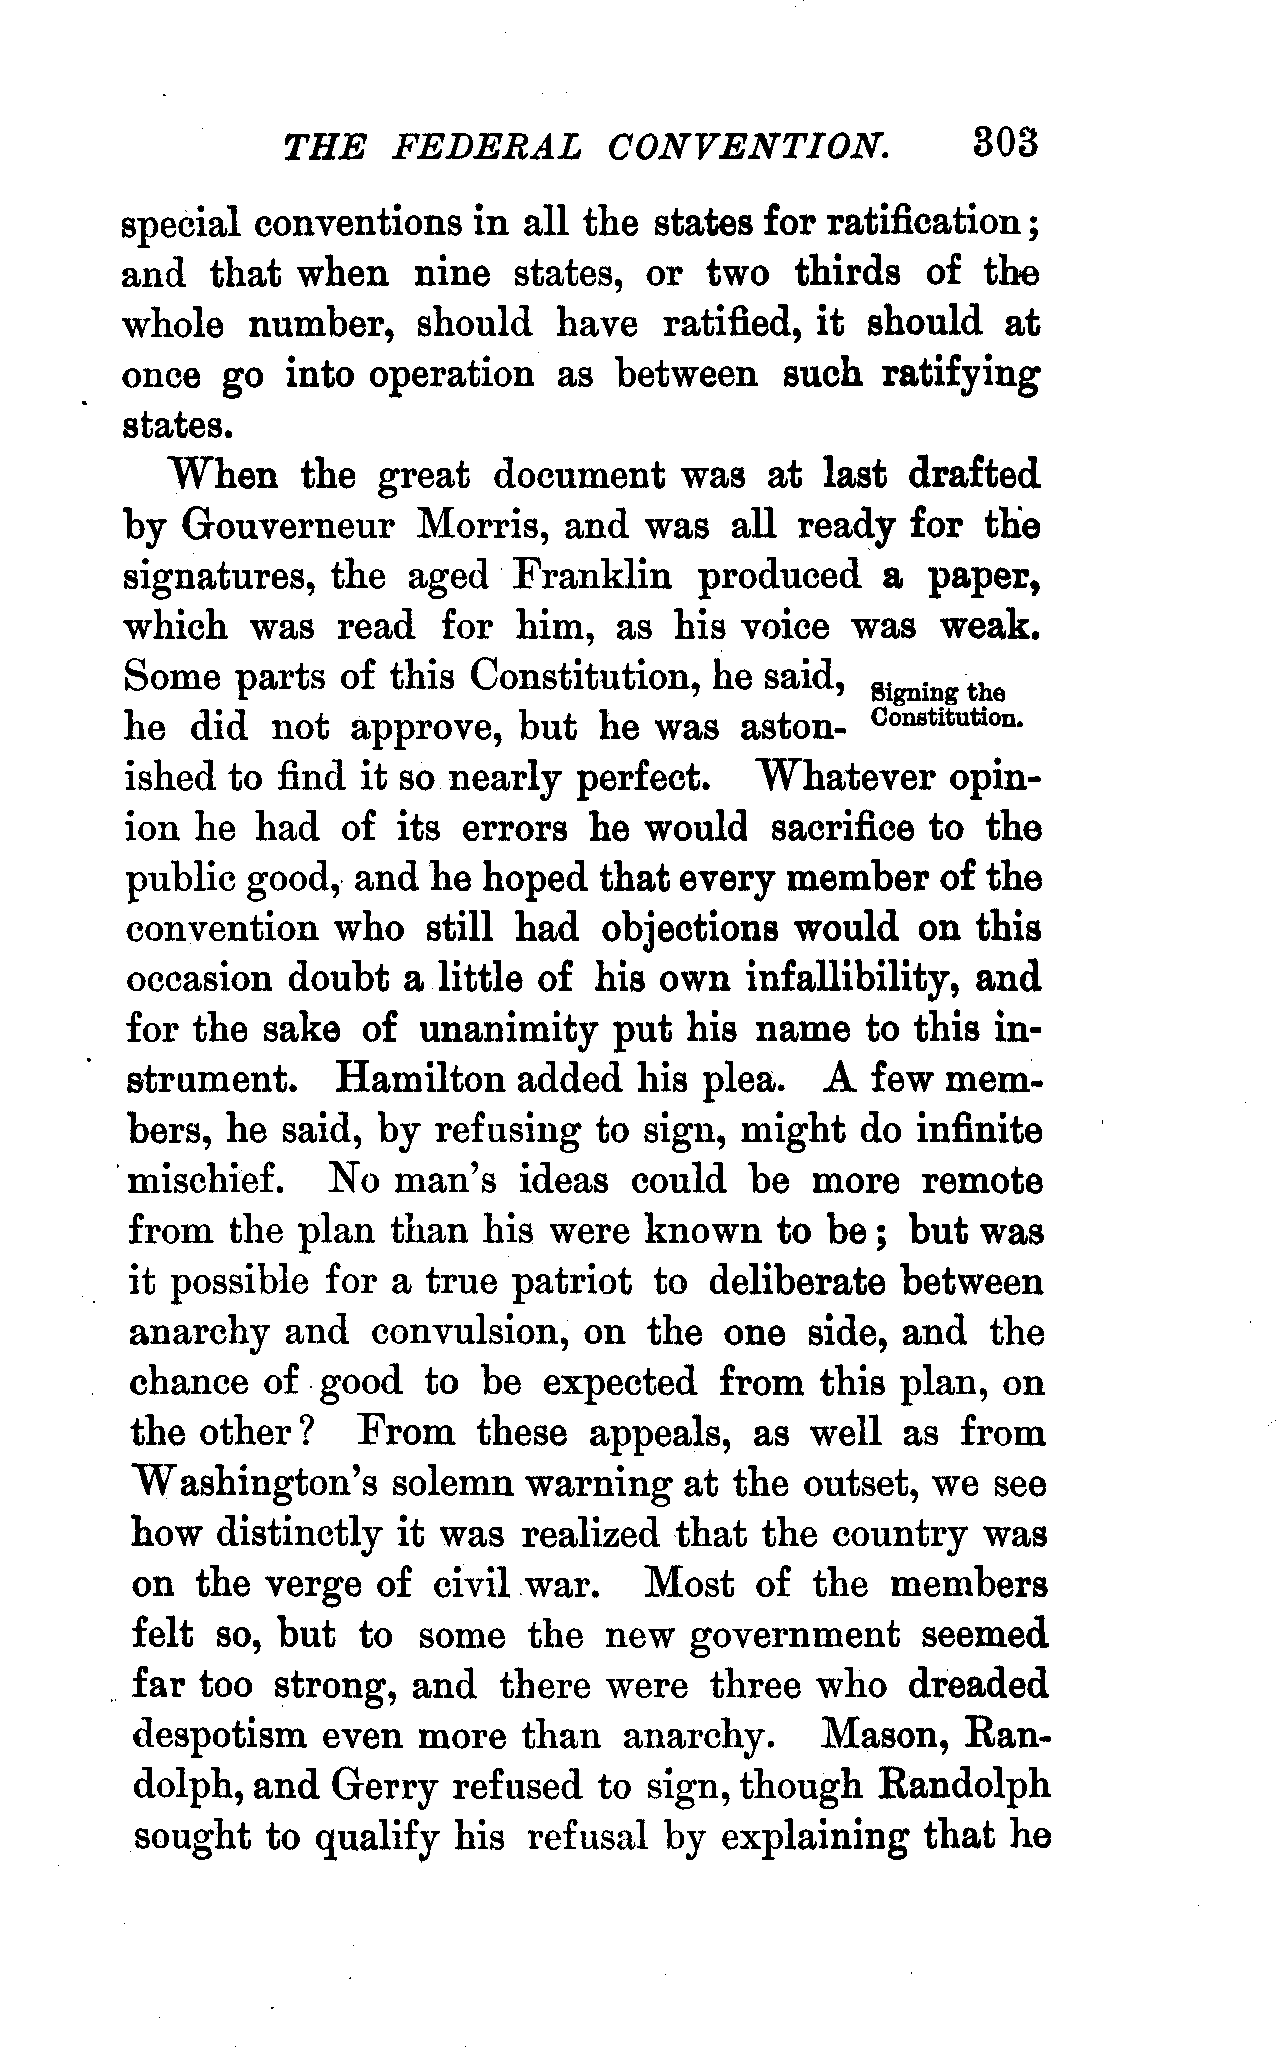 THE FEDERAL CONVENTION. 303
special conventions in all the states for ratification;
and that when nine states, or two thirds of the
whole number, should have ratified, it should at
once go into operation as between such ratifying
states.
When the great document was at last drafted
by Gouverneur Morris, and was all ready for the
signatures, the aged Franklin produced a paper,
which was read for him, as his voice was weak.
Some parts of this Constitution, he said,
Signing the
Constitution.
he did not approve, but he was aston-
ished to find it so nearly perfect. Whatever opin-
ion he had of its errors he would sacrifice to the
public good, and he hoped that every member of the
convention who still had objections would on this
occasion doubt a little of his own infallibility, and
for the sake of unanimity put his name to this in-
strument. Hamilton added his plea. A few mem-
bers, he said, by refusing to sign, might do infinite
mischief. No man's ideas could be more remote
from the plan than his were known to be; but was
it possible for a true patriot to deliberate between
anarchy and convulsion, on the one side, and the
chance of good to be expected from this plan, on
the other? From these appeals, as well as from
Washington's solemn warning at the outset, we see
how distinctly it was realized that the country was
on the verge of civil war. Most of the members
felt so, but to some the new government seemed
far too strong, and there were three who dreaded
despotism even more than anarchy. Mason, Ran-
dolph, and Gerry refused to sign, though Randolph
sought to qualify his refusal by explaining that he